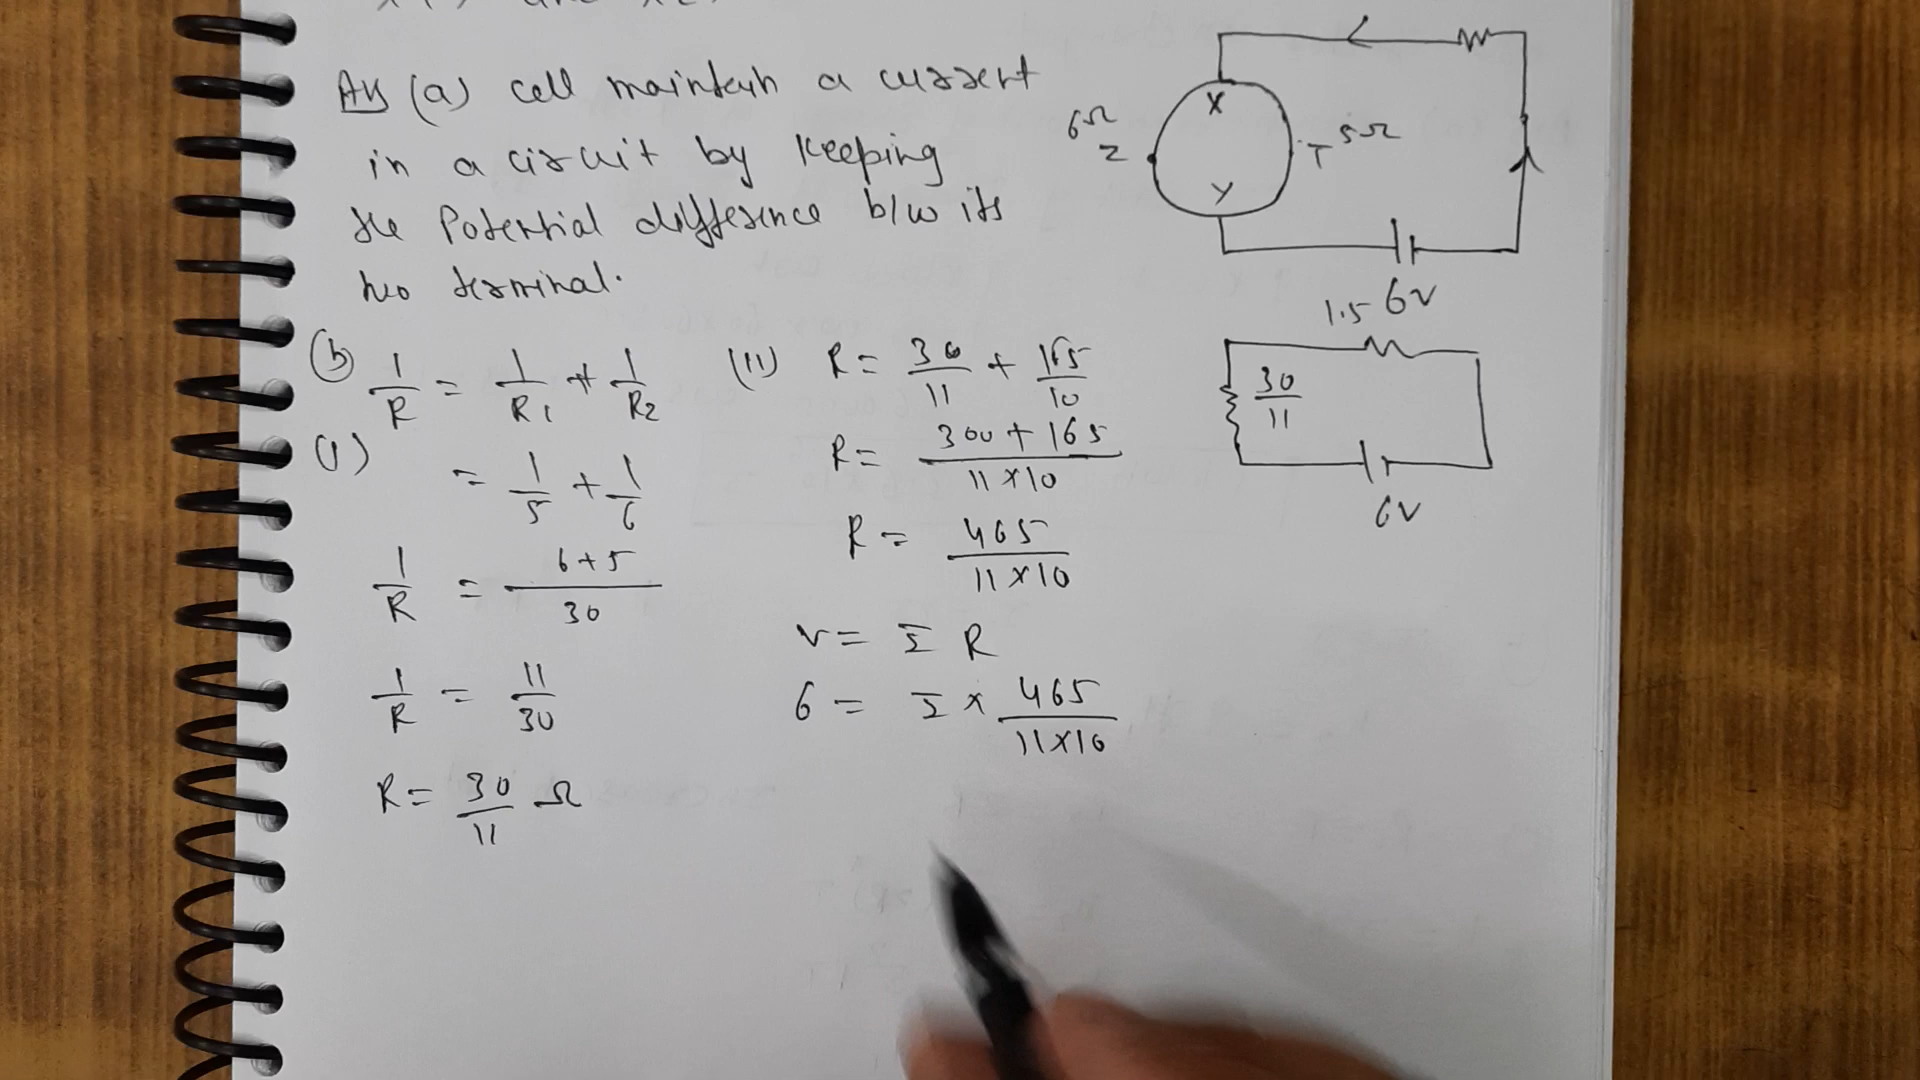 Ans (a) cell maintain a current
in a circuit by keeping
the Potential difference b/w its
two terminal.
(b) 1/R = 1/R1 + 1/R2
(1)
= 1/5 + 1/6
1/R = 6+5/30
1/R = 11/30
R = 30/11 Ω
(11) R = 30/11 + 165/10
R = 300 + 165/11×10
R = 465/11×10
V = I R
6 = I × 465/11×10
X
6Ω
Z
T 5Ω
Y
6V
1.5
30/11
6V